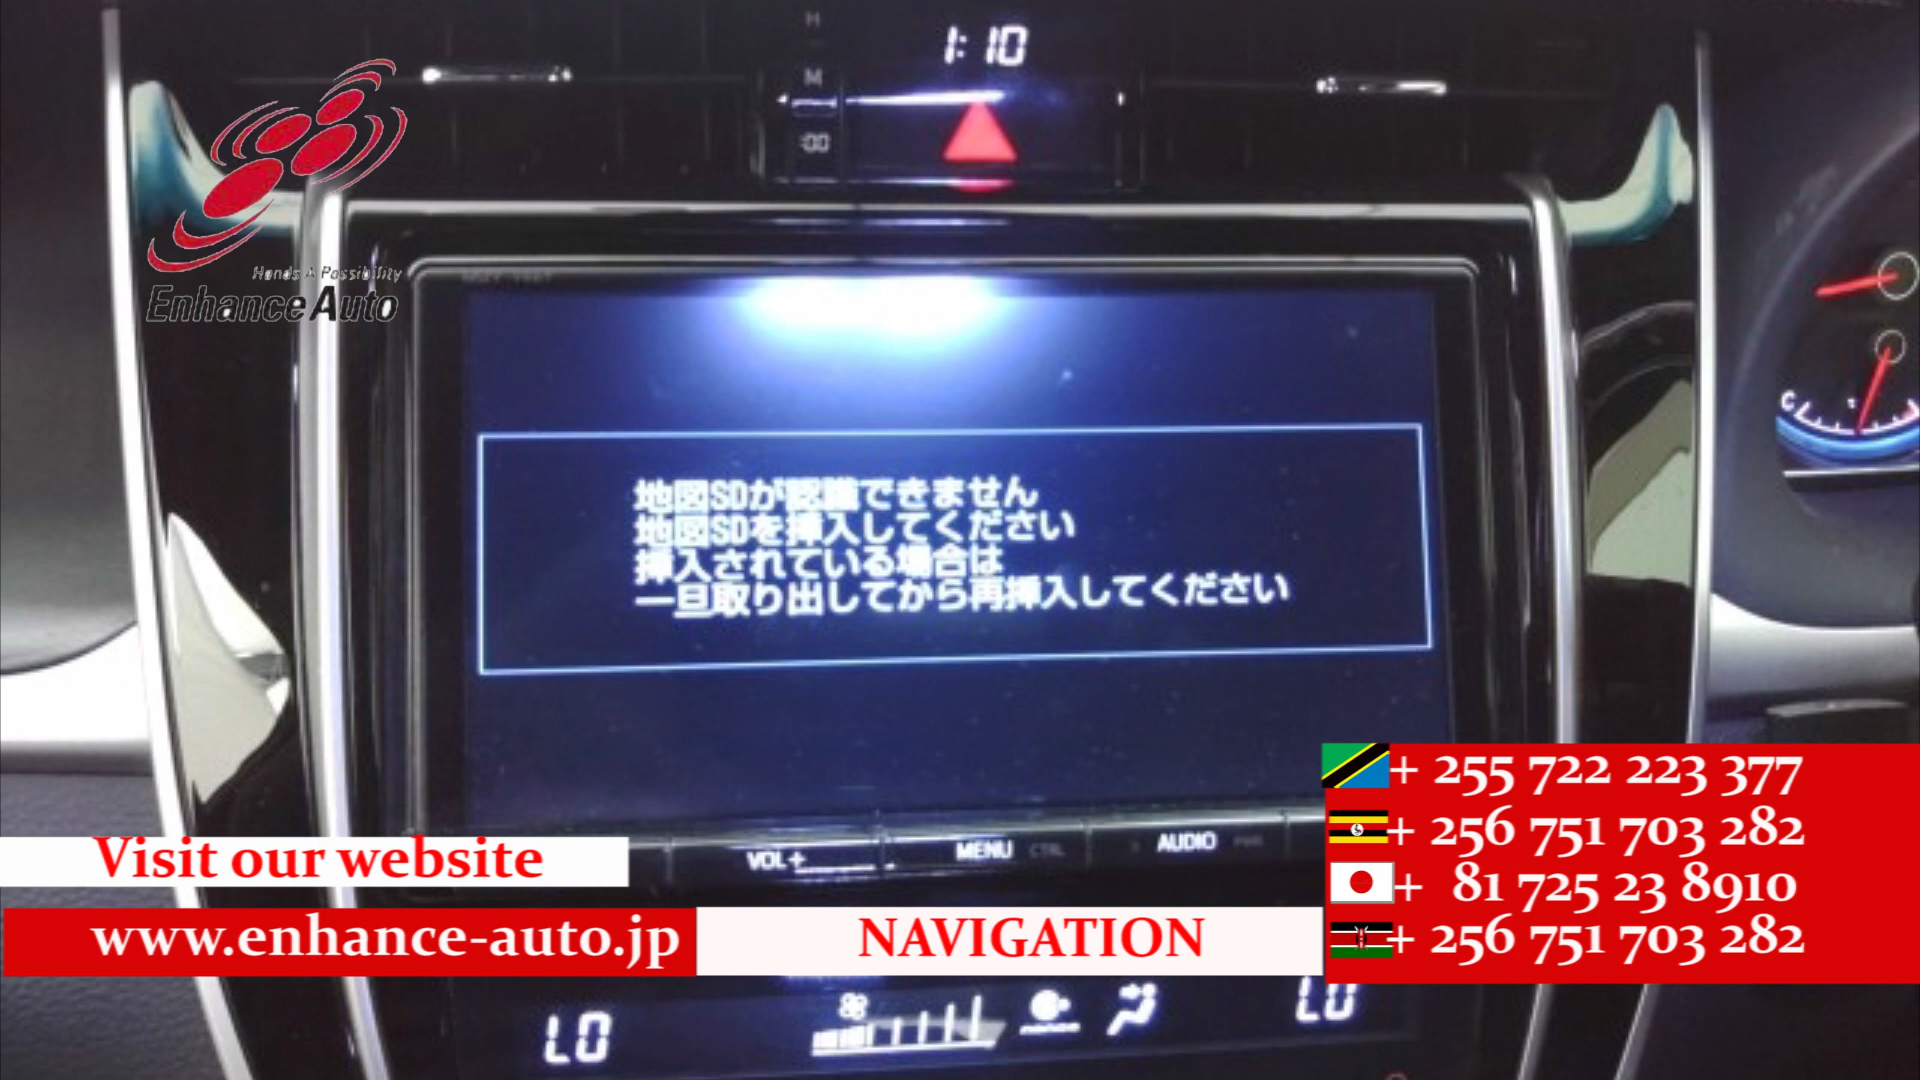 H
1:10
M
:00
Hands A Possibility
Enhance Auto
地図SDが認識できません
地図SDを挿入してください
挿入されている場合は
一旦取り出してから再挿入してください
C
VOL+
MENU
CTRL
AUDIO
PWR
Visit our website
www.enhance-auto.jp
NAVIGATION
+ 255 722 223 377
+ 256 751 703 282
+ 81 725 23 8910
+ 256 751 703 282
LO
LO